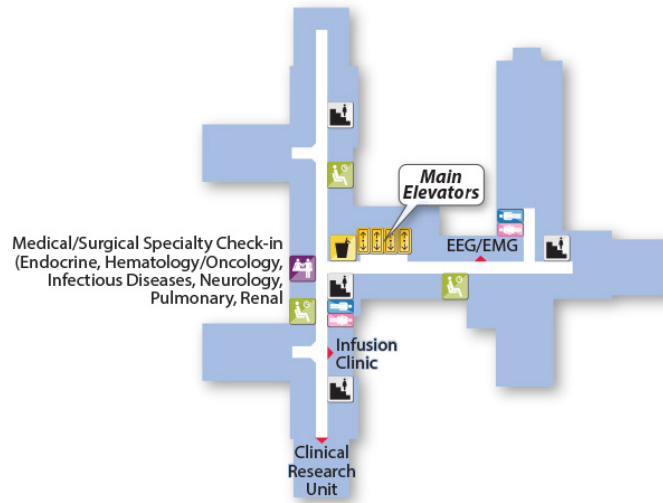 Main
Elevators
Medical/Surgical Specialty Check-in
(Endocrine, Hematology/Oncology,
Infectious Diseases, Neurology,
Pulmonary, Renal
EEG/EMG
Infusion
Clinic
Clinical
Research
Unit